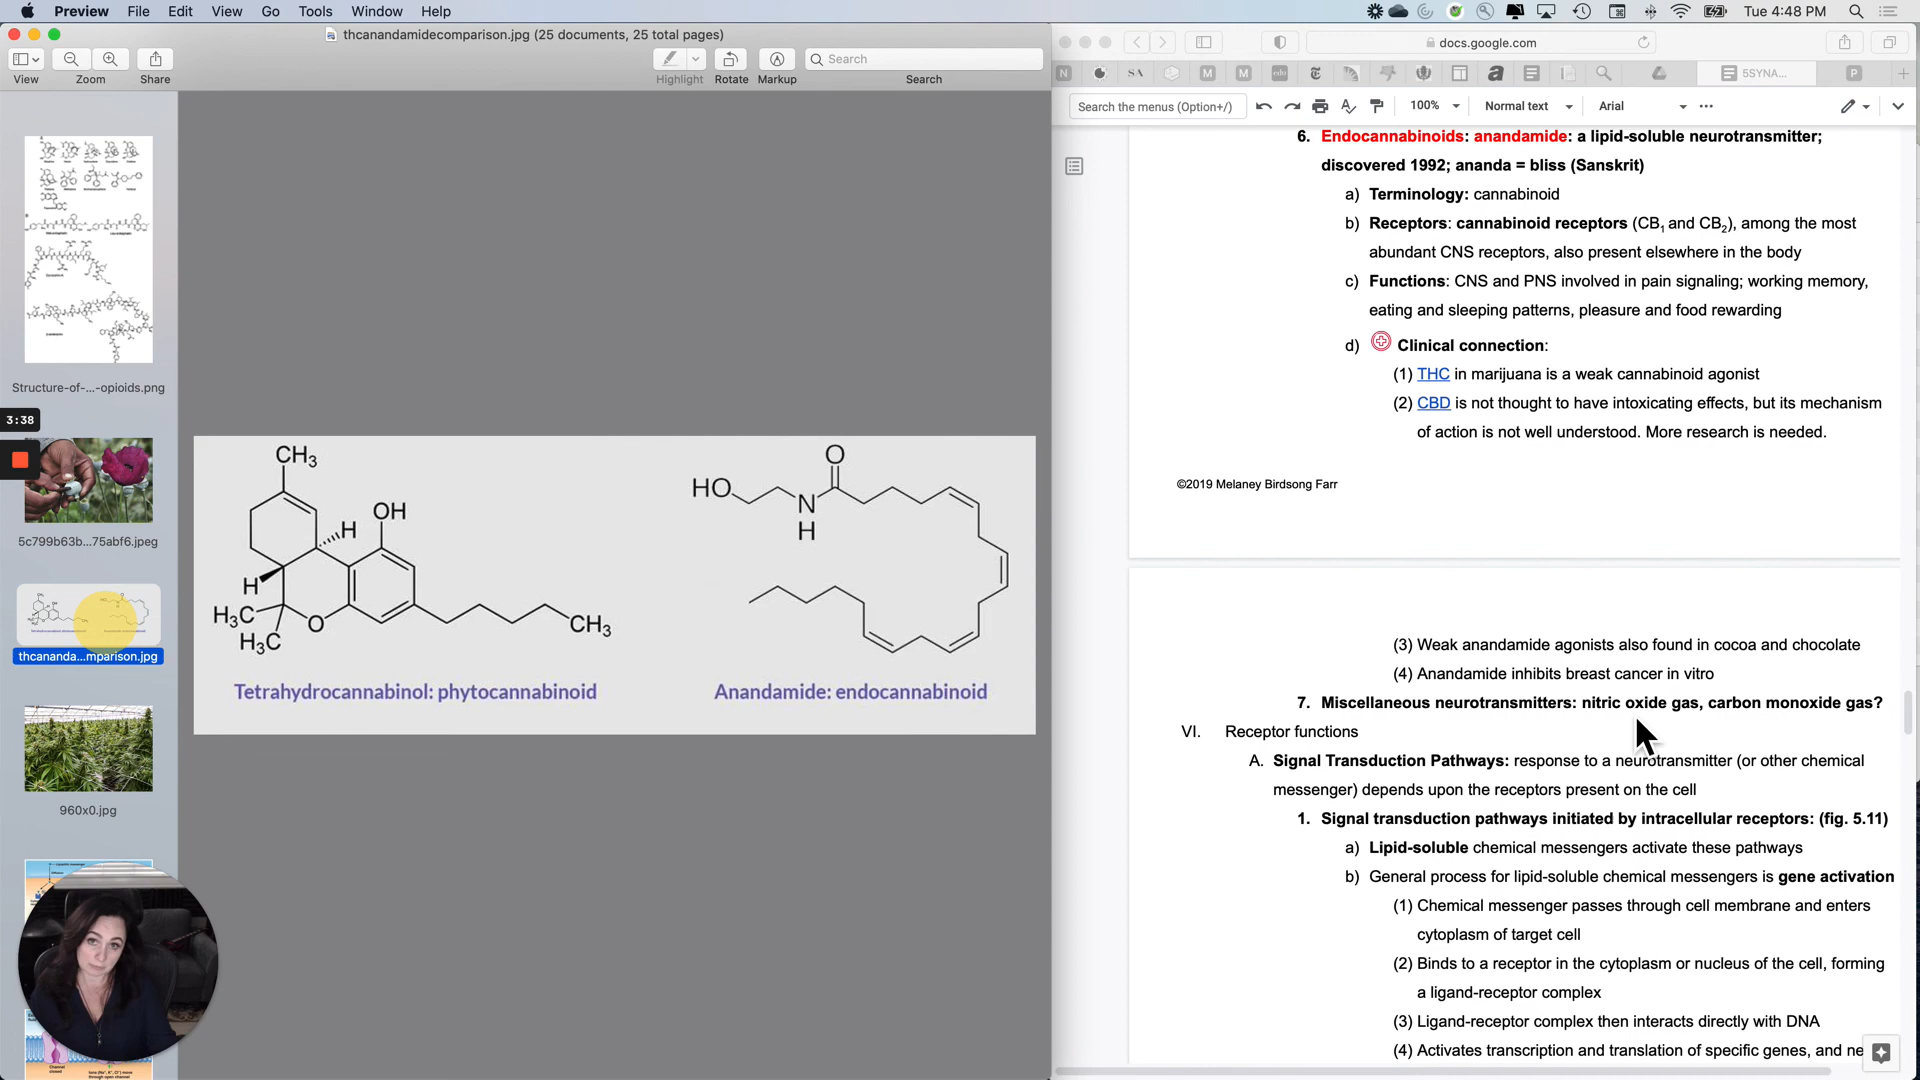 Preview File Edit View Go Tools Window Help
Tue 4:48 PM
thcanandamidecomparison.jpg (25 documents, 25 total pages)
View
Zoom
Share
Highlight
Rotate
Markup
Search
Search
Structure-of-...-opioids.png
3:38
5c799b63b...75abf6.jpeg
thcananda...mparison.jpg
960x0.jpg
CH3
OH
H
H
H3C
H3C
O
CH3
Tetrahydrocannabinol: phytocannabinoid
O
HO
N
H
Anandamide: endocannabinoid
docs.google.com
5SYNA...
Search the menus (Option+/)
100%
Normal text
Arial
6. Endocannabinoids: anandamide: a lipid-soluble neurotransmitter;
discovered 1992; ananda = bliss (Sanskrit)
a) Terminology: cannabinoid
b) Receptors: cannabinoid receptors (CB1 and CB2), among the most
abundant CNS receptors, also present elsewhere in the body
c) Functions: CNS and PNS involved in pain signaling; working memory,
eating and sleeping patterns, pleasure and food rewarding
d) Clinical connection:
(1) THC in marijuana is a weak cannabinoid agonist
(2) CBD is not thought to have intoxicating effects, but its mechanism
of action is not well understood. More research is needed.
©2019 Melaney Birdsong Farr
(3) Weak anandamide agonists also found in cocoa and chocolate
(4) Anandamide inhibits breast cancer in vitro
7. Miscellaneous neurotransmitters: nitric oxide gas, carbon monoxide gas?
VI. Receptor functions
A. Signal Transduction Pathways: response to a neurotransmitter (or other chemical
messenger) depends upon the receptors present on the cell
1. Signal transduction pathways initiated by intracellular receptors: (fig. 5.11)
a) Lipid-soluble chemical messengers activate these pathways
b) General process for lipid-soluble chemical messengers is gene activation
(1) Chemical messenger passes through cell membrane and enters
cytoplasm of target cell
(2) Binds to a receptor in the cytoplasm or nucleus of the cell, forming
a ligand-receptor complex
(3) Ligand-receptor complex then interacts directly with DNA
(4) Activates transcription and translation of specific genes, and ne